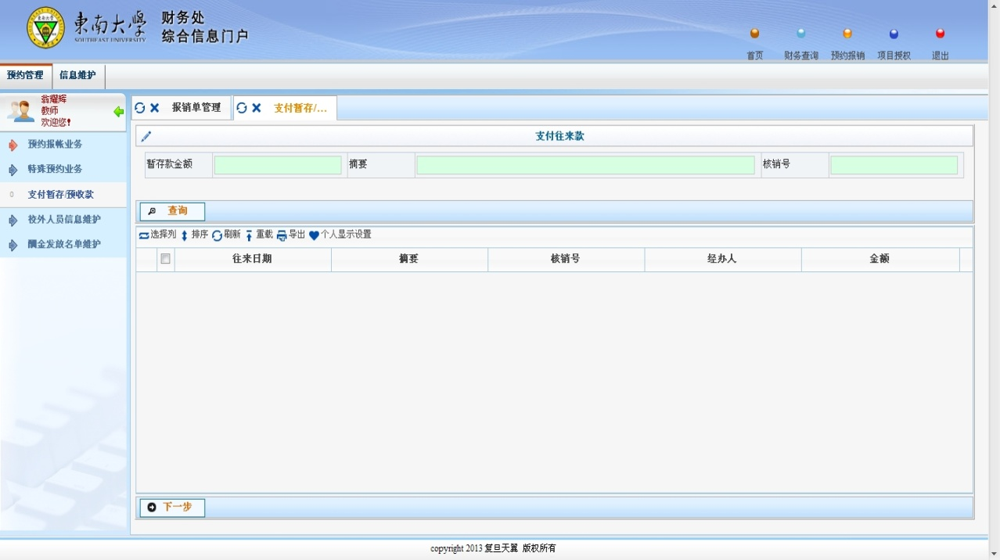 東南大學
SOUTHEAST UNIVERSITY
财务处
综合信息门户
首页 财务查询 预约报销 项目授权 退出
预约管理 信息维护
翁耀辉
教师
欢迎您!
预约报帐业务
特殊预约业务
支付暂存/预收款
校外人员信息维护
酬金发放名单维护
报销单管理 支付暂存/...
支付往来款
暂存款金额 摘要 核销号
查询
选择列 排序 刷新 重载 导出 个人显示设置
往来日期 摘要 核销号 经办人 金额
下一步
copyright 2013 复旦天翼 版权所有